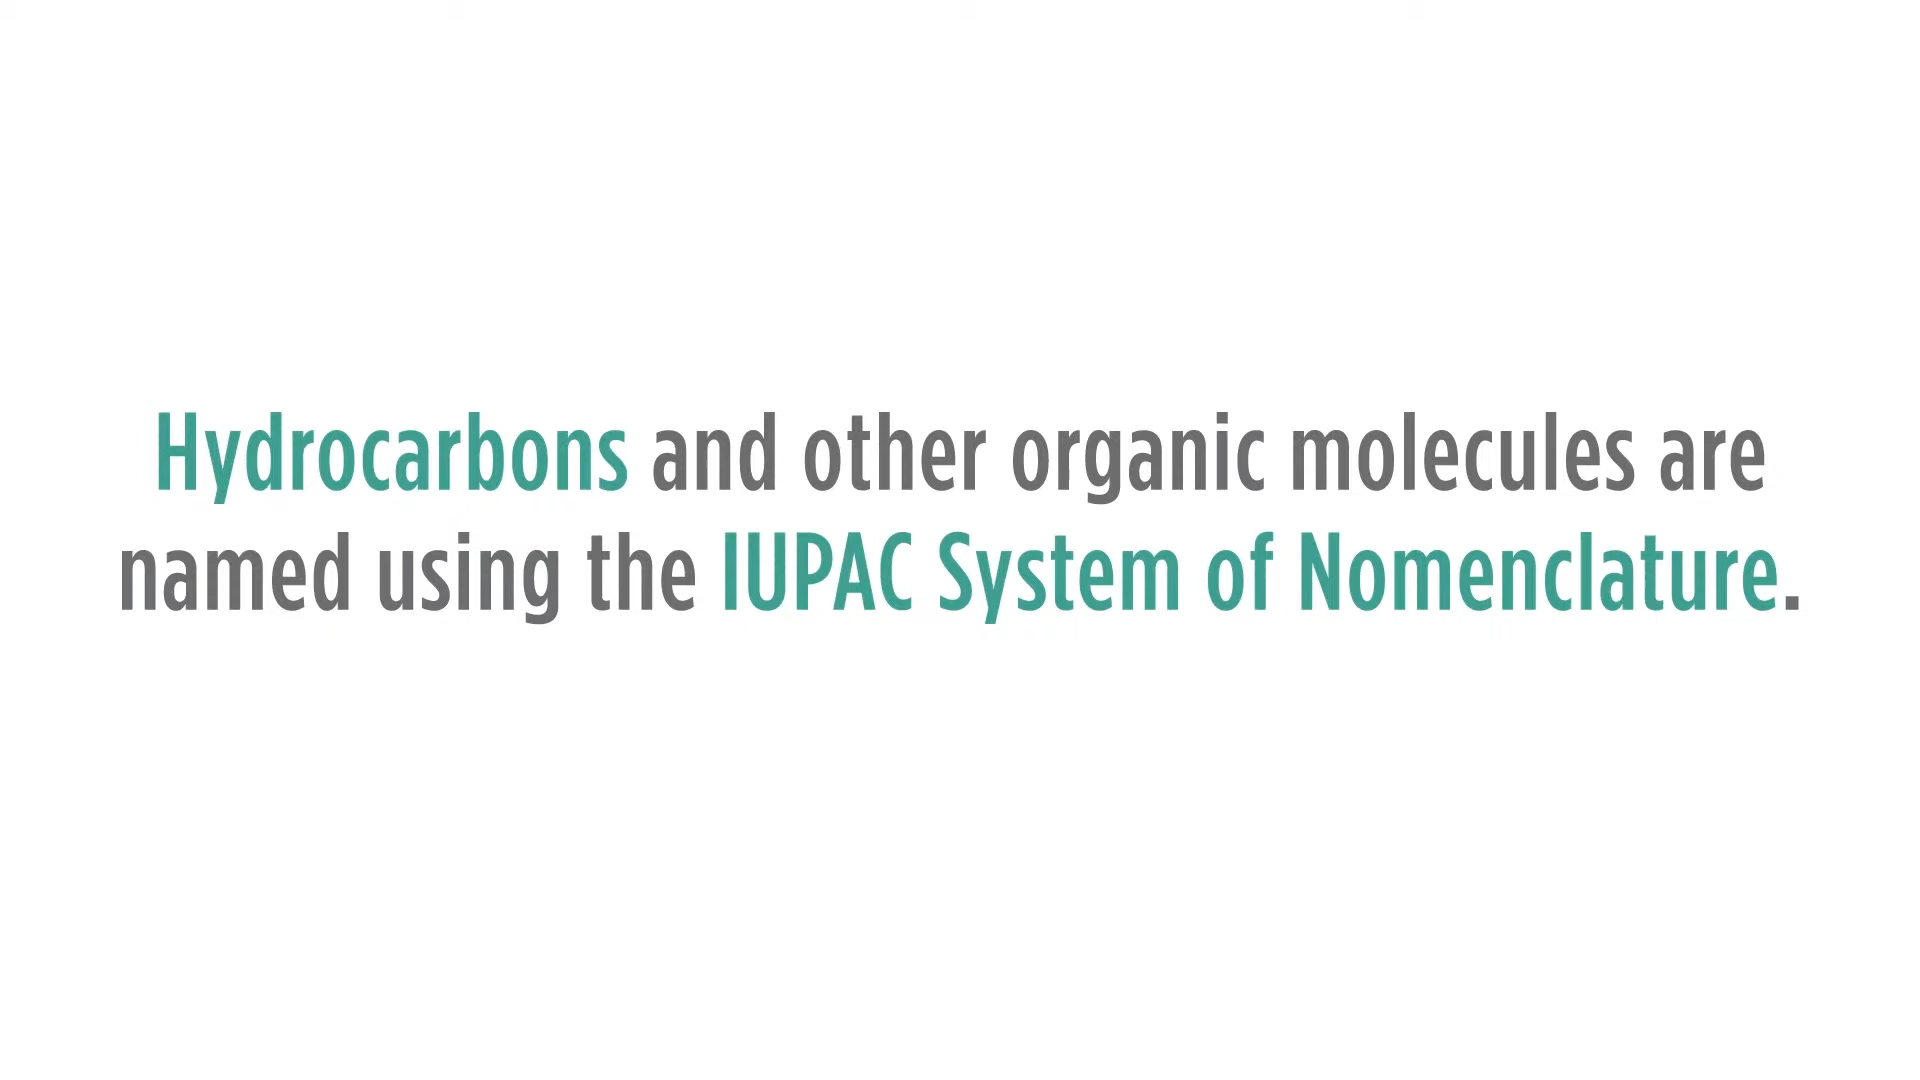 Hydrocarbons and other organic molecules are
named using the IUPAC System of Nomenclature.